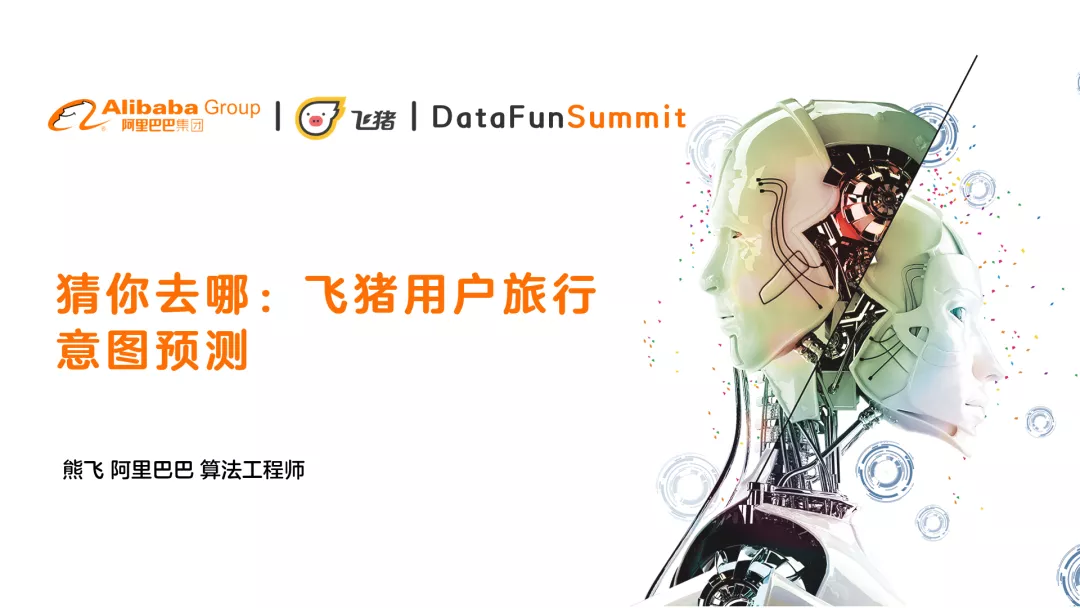 Alibaba Group
阿里巴巴集团
飞猪
DataFunSummit
猜你去哪：飞猪用户旅行
意图预测
熊飞 阿里巴巴 算法工程师